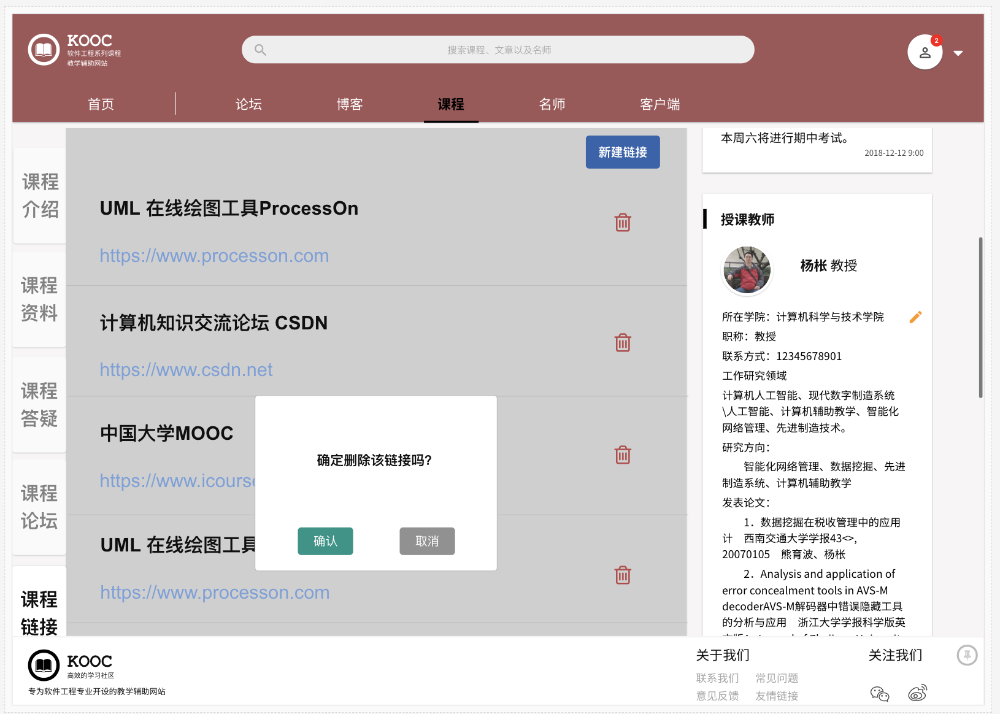 KOOC
软件工程系列课程
教学辅助网站
搜索课程、文章以及名师
2
首页
论坛
博客
课程
名师
客户端
课程
介绍
课程
资料
课程
答疑
课程
论坛
课程
链接
新建链接
UML 在线绘图工具ProcessOn
https://www.processon.com
计算机知识交流论坛 CSDN
https://www.csdn.net
中国大学MOOC
https://www.icourse
UML 在线绘图工具
https://www.processon.com
确定删除该链接吗?
确认
取消
本周六将进行期中考试。
2018-12-12 9:00
授课教师
杨枨 教授
所在学院：计算机科学与技术学院
职称：教授
联系方式：12345678901
工作研究领域
计算机人工智能、现代数字制造系统
\人工智能、计算机辅助教学、智能化
网络管理、先进制造技术。
研究方向：
智能化网络管理、数据挖掘、先进
制造系统、计算机辅助教学
发表论文：
1．数据挖掘在税收管理中的应用
计　西南交通大学学报43<>,
20070105　熊育波、杨枨
2．Analysis and application of
error concealment tools in AVS-M
decoderAVS-M解码器中错误隐藏工具
的分析与应用　浙江大学学报科学版英
KOOC
高效的学习社区
专为软件工程专业开设的教学辅助网站
关于我们
联系我们
常见问题
意见反馈
友情链接
关注我们